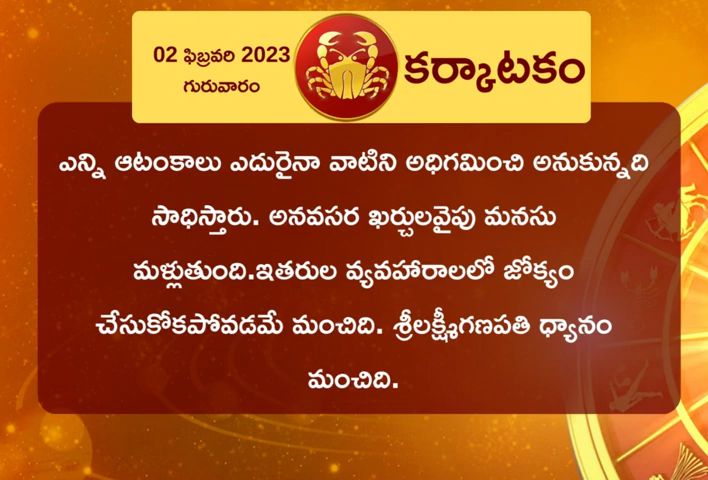 02 ఫిబ్రవరి 2023
గురువారం
కర్కాటకం
ఎన్ని ఆటంకాలు ఎదురైనా వాటిని అధిగమించి అనుకున్నది
సాధిస్తారు. అనవసర ఖర్చులవైపు మనసు
మళ్లుతుంది.ఇతరుల వ్యవహారాలలో జోక్యం
చేసుకోకపోవడమే మంచిది. శ్రీలక్ష్మీగణపతి ధ్యానం
మంచిది.